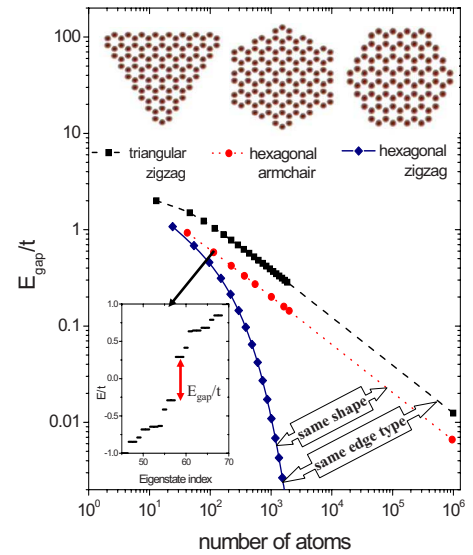 100
10
1
0.1
0.01
E_gap/t
triangular zigzag
hexagonal armchair
hexagonal zigzag
1.0
0.5
0.0
-0.5
-1.0
E/t
E_gap/t
50 60 70
Eigenstate index
same shape
same edge type
10^0 10^1 10^2 10^3 10^4 10^5 10^6
number of atoms